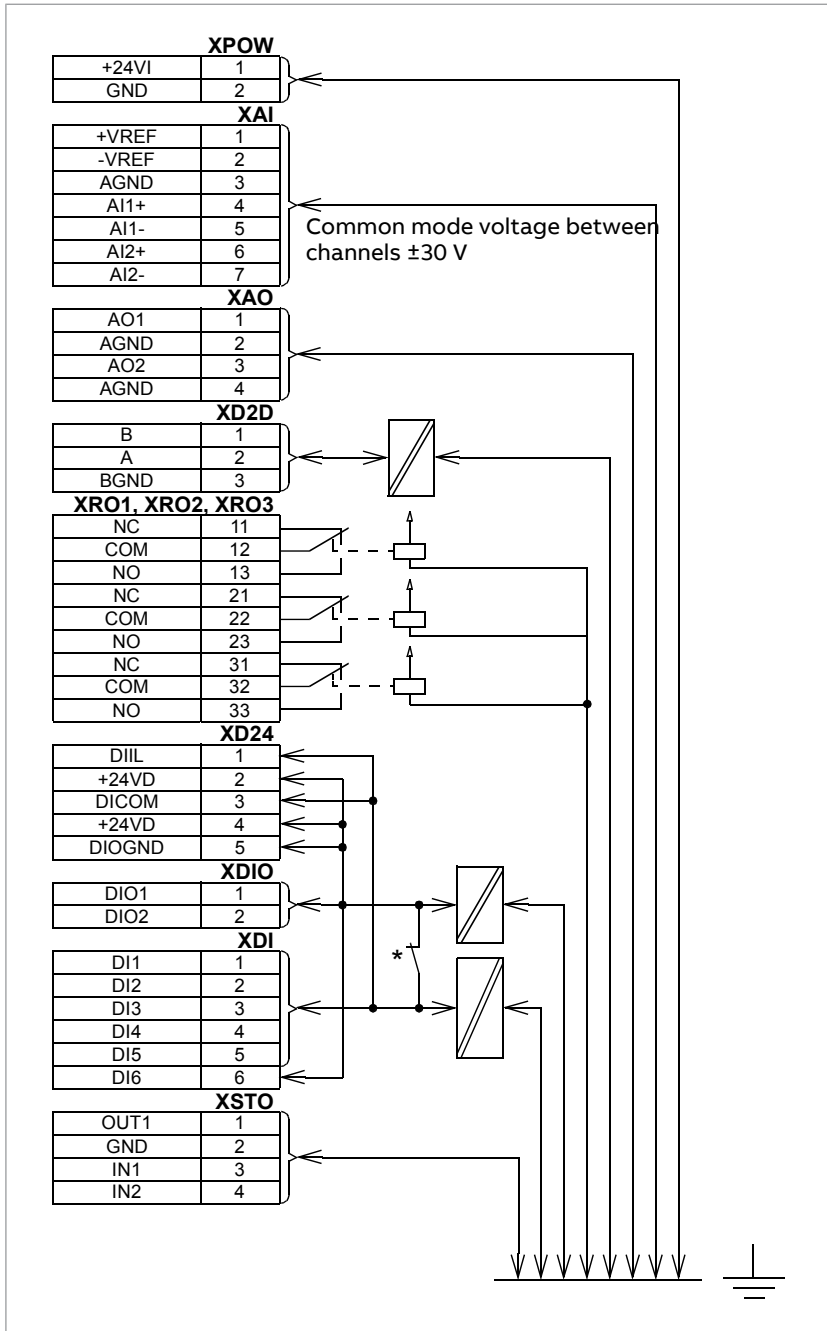 XPOW
+24VI 1
GND 2
XAI
+VREF 1
-VREF 2
AGND 3
AI1+ 4
AI1- 5
AI2+ 6
AI2- 7
Common mode voltage between
channels ±30 V
XAO
AO1 1
AGND 2
AO2 3
AGND 4
XD2D
B 1
A 2
BGND 3
XRO1, XRO2, XRO3
NC 11
COM 12
NO 13
NC 21
COM 22
NO 23
NC 31
COM 32
NO 33
XD24
DIIL 1
+24VD 2
DICOM 3
+24VD 4
DIOGND 5
XDIO
DIO1 1
DIO2 2
XDI
DI1 1
DI2 2
DI3 3
DI4 4
DI5 5
DI6 6
*
XSTO
OUT1 1
GND 2
IN1 3
IN2 4